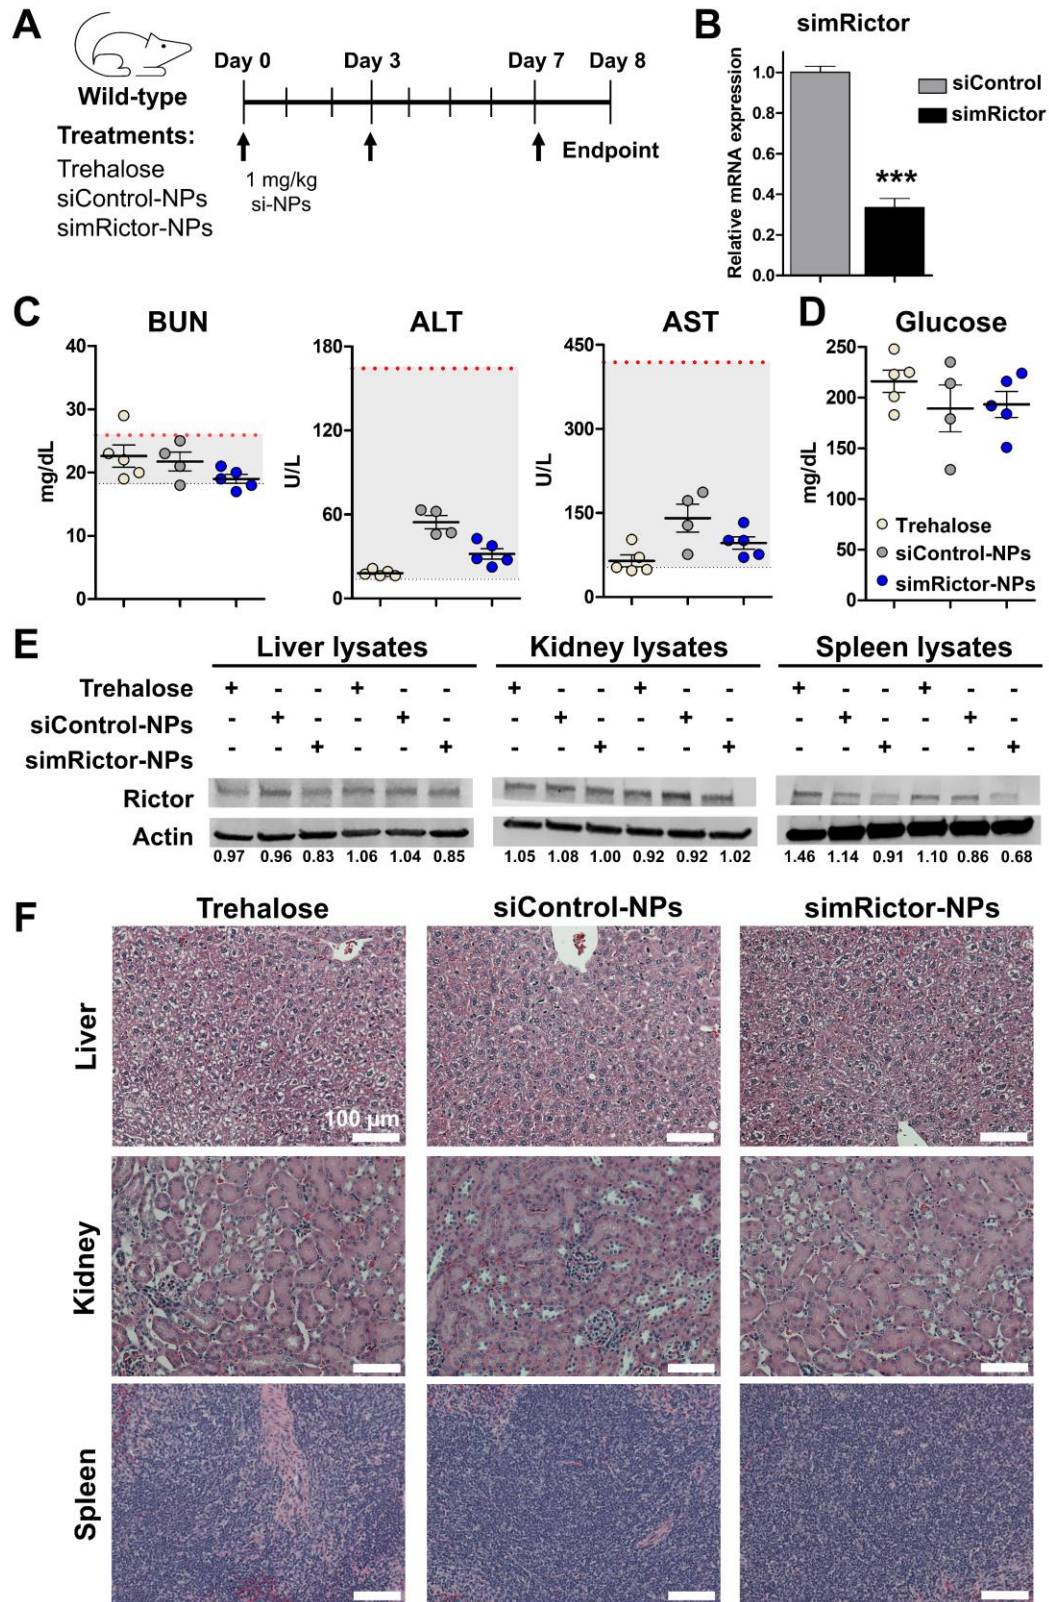 A
Wild-type
Treatments:
Trehalose
siControl-NPs
simRictor-NPs
Day 0 Day 3 Day 7 Day 8
1 mg/kg
si-NPs
Endpoint
B
simRictor
Relative mRNA expression
1.0
0.8
0.6
0.4
0.2
0.0
***
siControl
simRictor
C
BUN
mg/dL
40
30
20
10
0
ALT
U/L
180
120
60
0
AST
U/L
450
300
150
0
D
Glucose
mg/dL
250
200
150
100
50
0
Trehalose
siControl-NPs
simRictor-NPs
E
Liver lysates Kidney lysates Spleen lysates
Trehalose + - - + - - + - - + - - + - - + - -
siControl-NPs - + - - + - - + - - + - - + - - + -
simRictor-NPs - - + - - + - - + - - + - - + - - +
Rictor
Actin
0.97 0.96 0.83 1.06 1.04 0.85 1.05 1.08 1.00 0.92 0.92 1.02 1.46 1.14 0.91 1.10 0.86 0.68
F
Trehalose siControl-NPs simRictor-NPs
Liver
100 µm
Kidney
Spleen